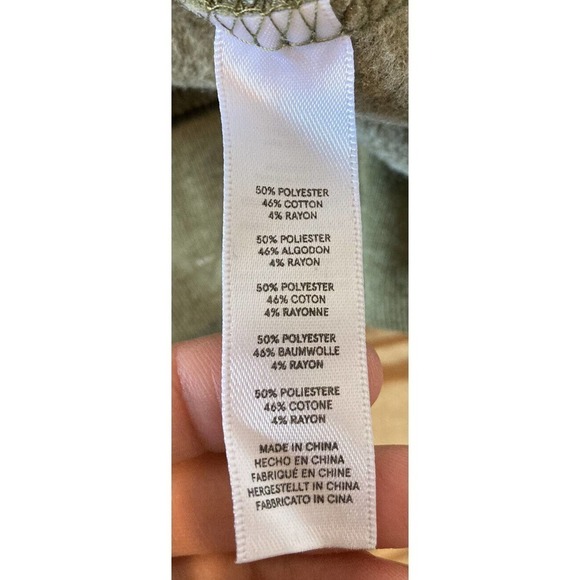 50% POLYESTER
46% COTTON
4% RAYON
50% POLIESTER
46% ALGODON
4% RAYON
50% POLYESTER
46% COTON
4% RAYONNE
50% POLYESTER
46% BAUMWOLLE
4% RAYON
50% POLIESTERE
46% COTONE
4% RAYON
MADE IN CHINA
HECHO EN CHINA
FABRIQUÉ EN CHINE
HERGESTELLT IN CHINA
FABBRICATO IN CINA